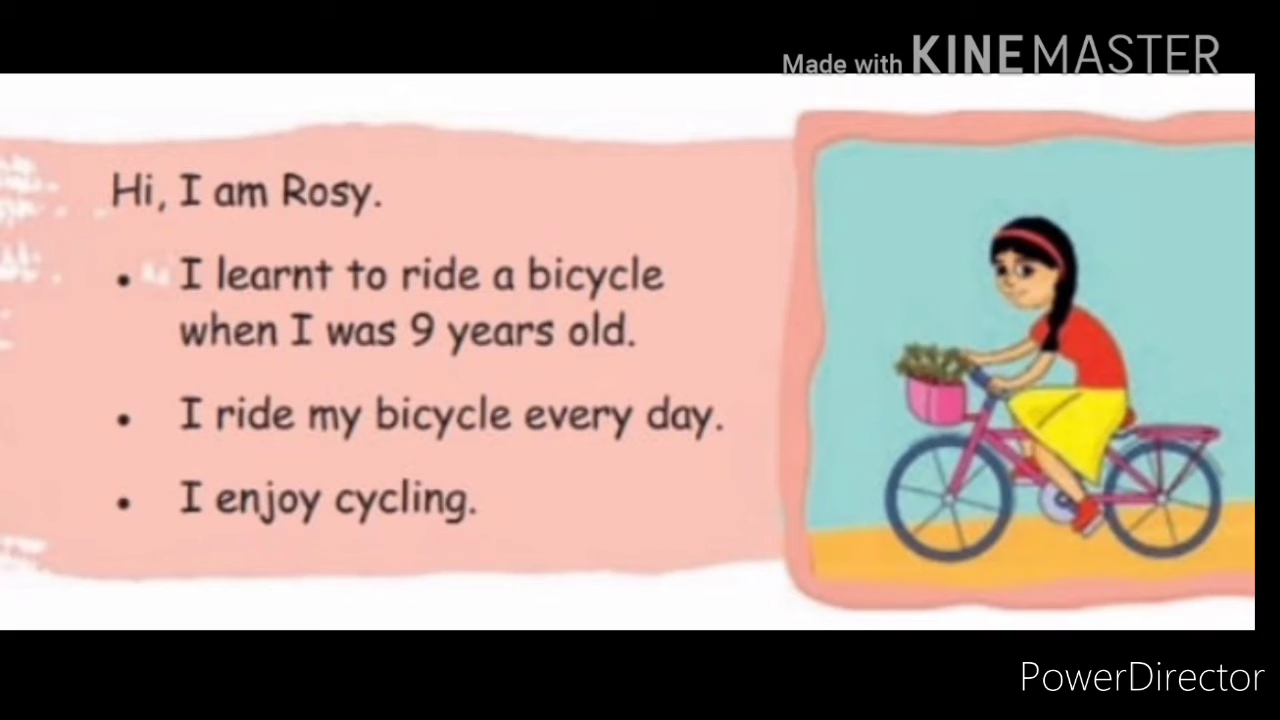 Made with KINEMASTER
Hi, I am Rosy.
• I learnt to ride a bicycle
when I was 9 years old.
• I ride my bicycle every day.
• I enjoy cycling.
PowerDirector